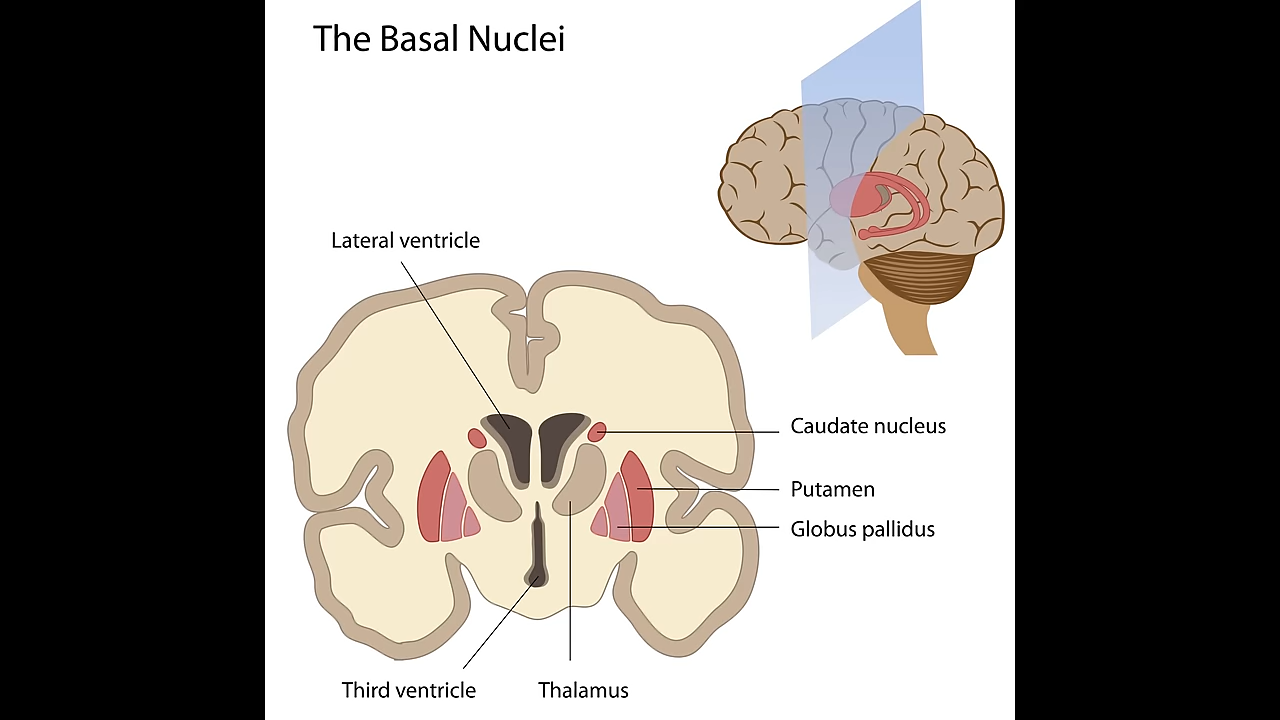 The Basal Nuclei
Lateral ventricle
Caudate nucleus
Putamen
Globus pallidus
Third ventricle
Thalamus